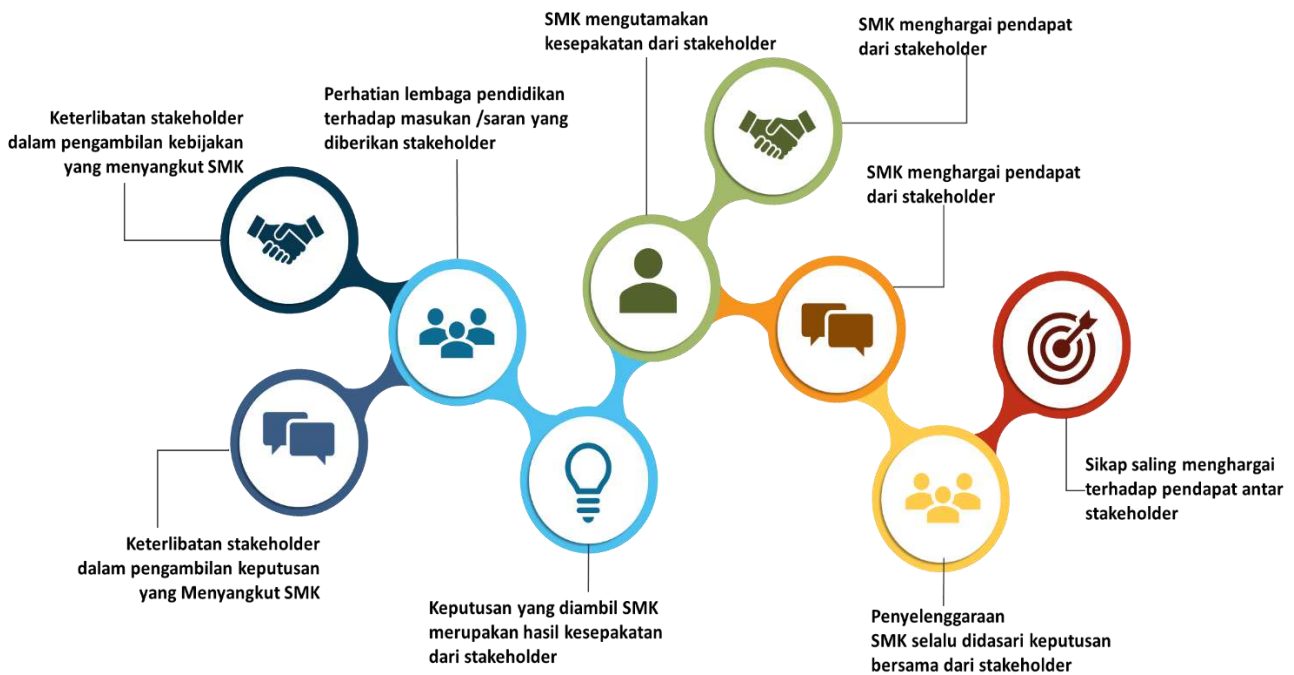 Keterlibatan stakeholder
dalam pengambilan kebijakan
yang menyangkut SMK
Keterlibatan stakeholder
dalam pengambilan keputusan
yang Menyangkut SMK
Perhatian lembaga pendidikan
terhadap masukan /saran yang
diberikan stakeholder
Keputusan yang diambil SMK
merupakan hasil kesepakatan
dari stakeholder
SMK mengutamakan
kesepakatan dari stakeholder
SMK menghargai pendapat
dari stakeholder
SMK menghargai pendapat
dari stakeholder
Penyelenggaraan
SMK selalu didasari keputusan
bersama dari stakeholder
Sikap saling menghargai
terhadap pendapat antar
stakeholder